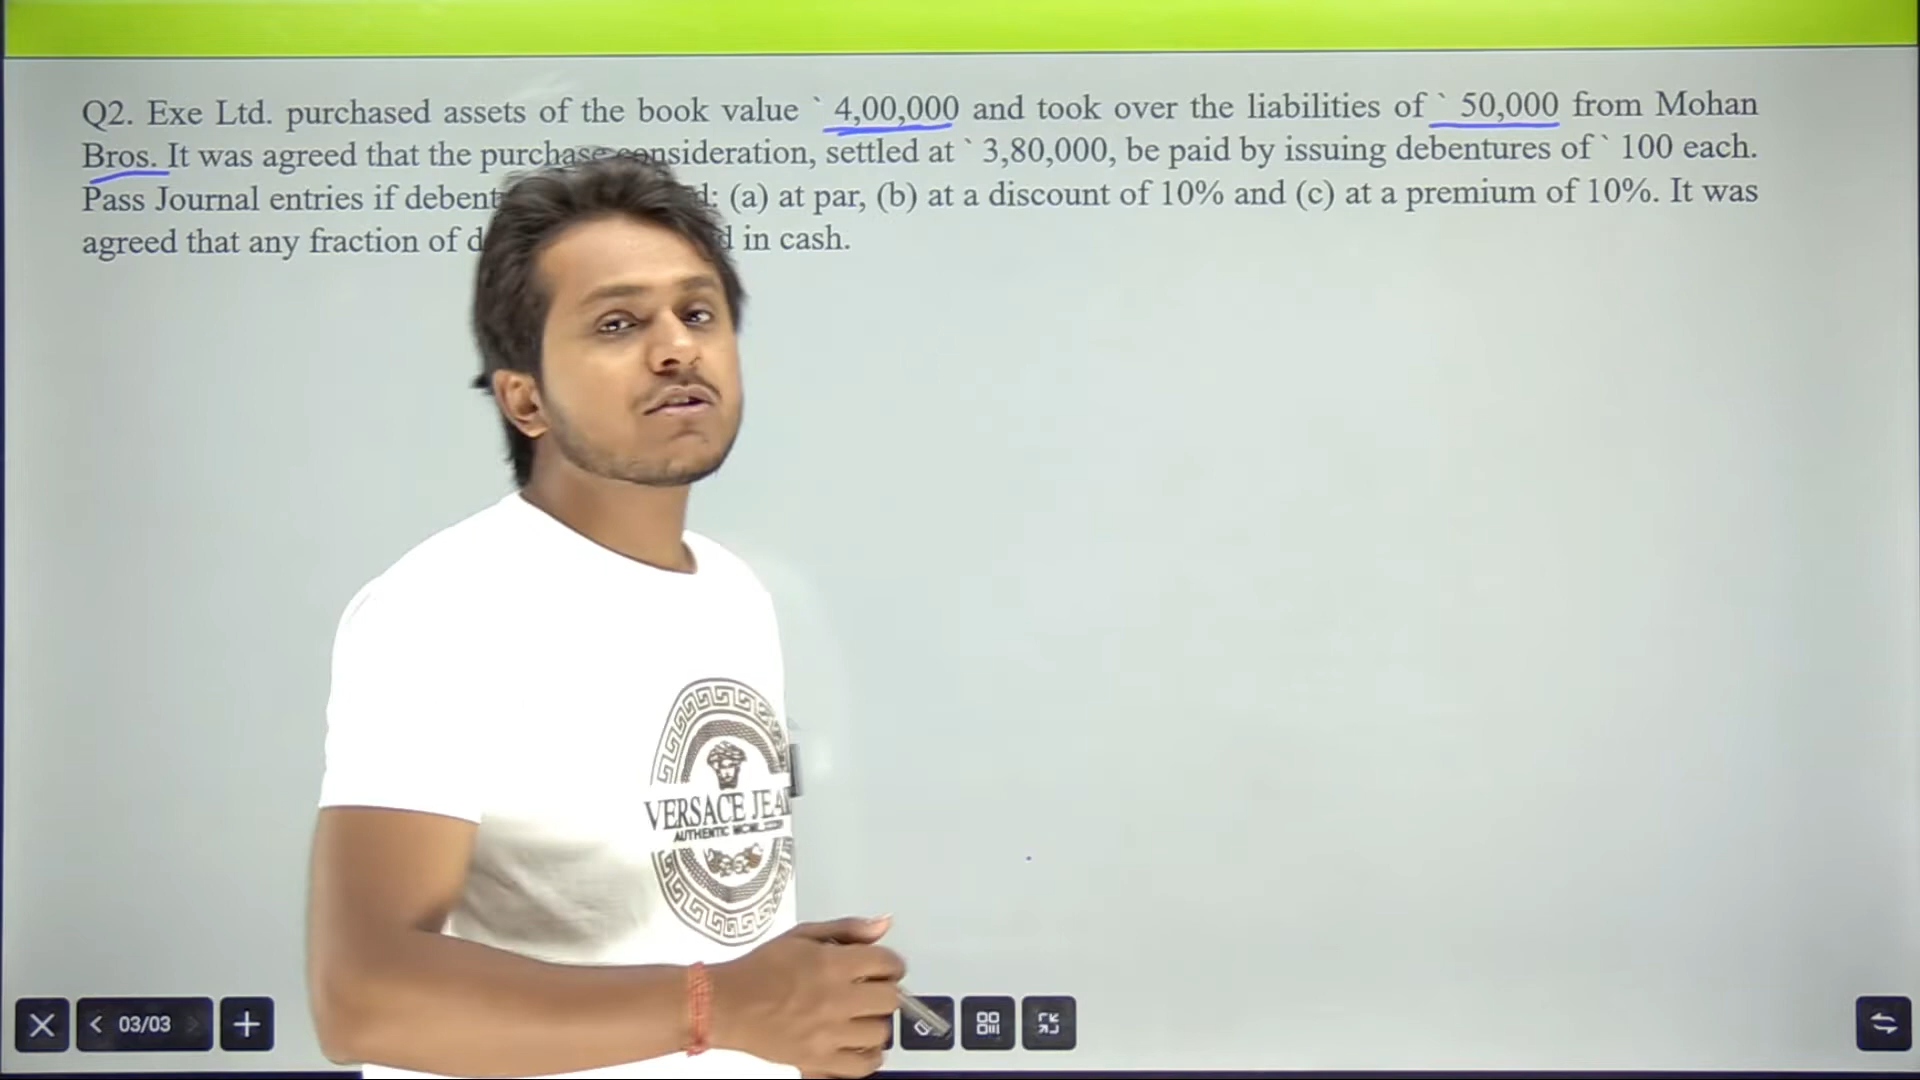 Q2. Exe Ltd. purchased assets of the book value ` 4,00,000 and took over the liabilities of ` 50,000 from Mohan
Bros. It was agreed that the purchase consideration, settled at ` 3,80,000, be paid by issuing debentures of ` 100 each.
Pass Journal entries if : (a) at par, (b) at a discount of 10% and (c) at a premium of 10%. It was
agreed that any fraction of in cash.
VERSACE
AUTHENTIC
03/03